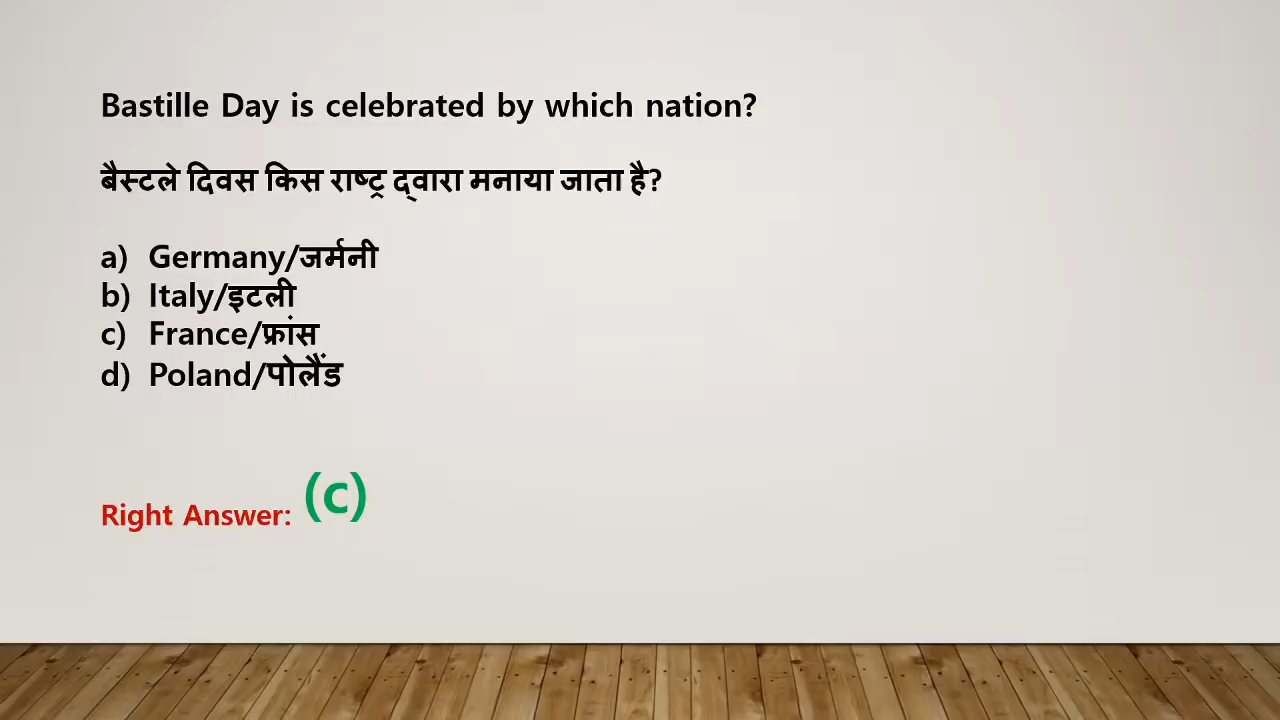 Bastille Day is celebrated by which nation?
बैस्टले दिवस किस राष्ट्र द्वारा मनाया जाता है?
a) Germany/जर्मनी
b) Italy/इटली
c) France/फ्रांस
d) Poland/पोलैंड
Right Answer: (c)